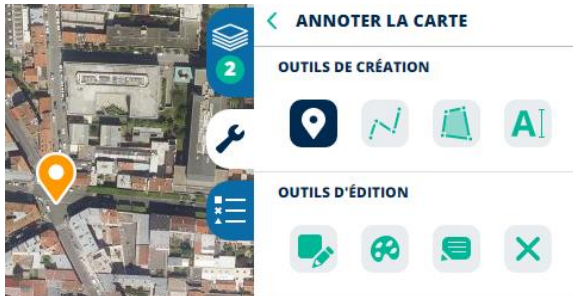 ANNOTER LA CARTE
2
OUTILS DE CRÉATION
A
OUTILS D'ÉDITION